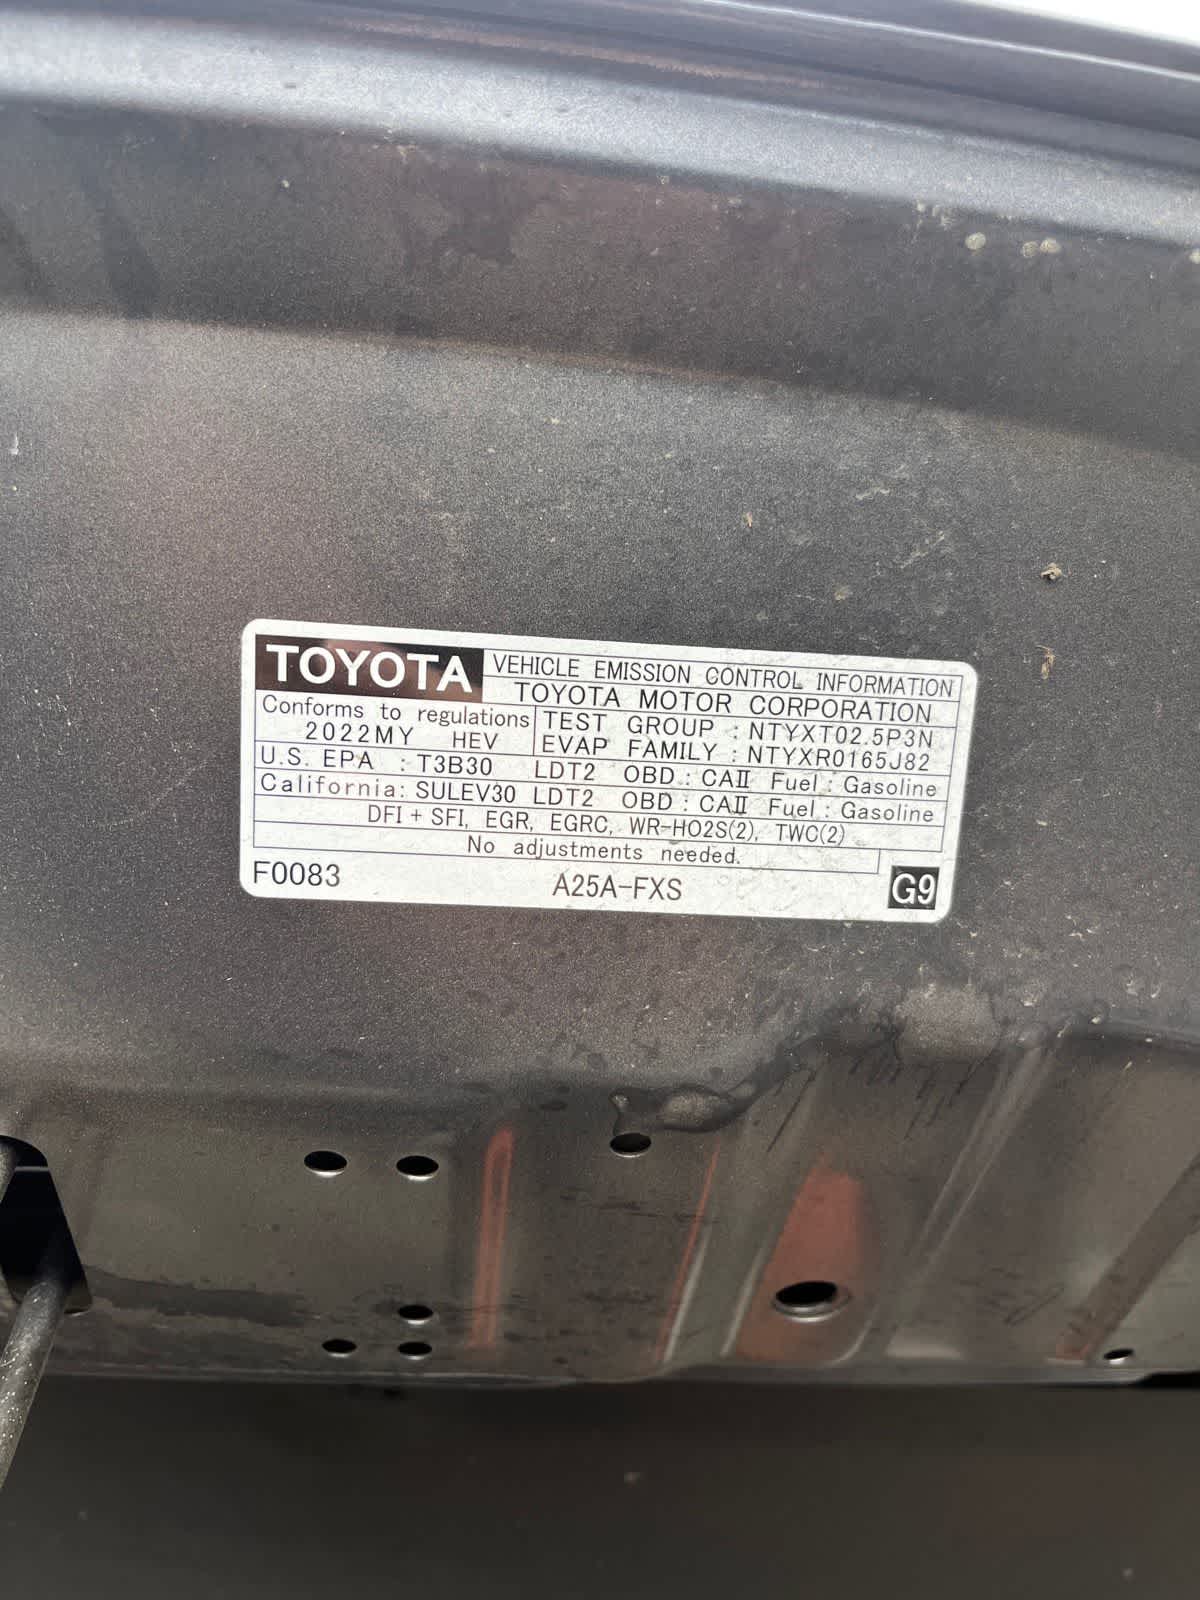 TOYOTA VEHICLE EMISSION CONTROL INFORMATION
TOYOTA MOTOR CORPORATION
Conforms to regulations
2022MY HEV
TEST GROUP : NTYXT02.5P3N
EVAP FAMILY : NTYXR0165J82
U.S. EPA : T3B30 LDT2 OBD : CAII Fuel : Gasoline
California: SULEV30 LDT2 OBD : CAII Fuel : Gasoline
DFI + SFI, EGR, EGRC, WR-HO2S(2), TWC(2)
No adjustments needed.
F0083 A25A-FXS G9